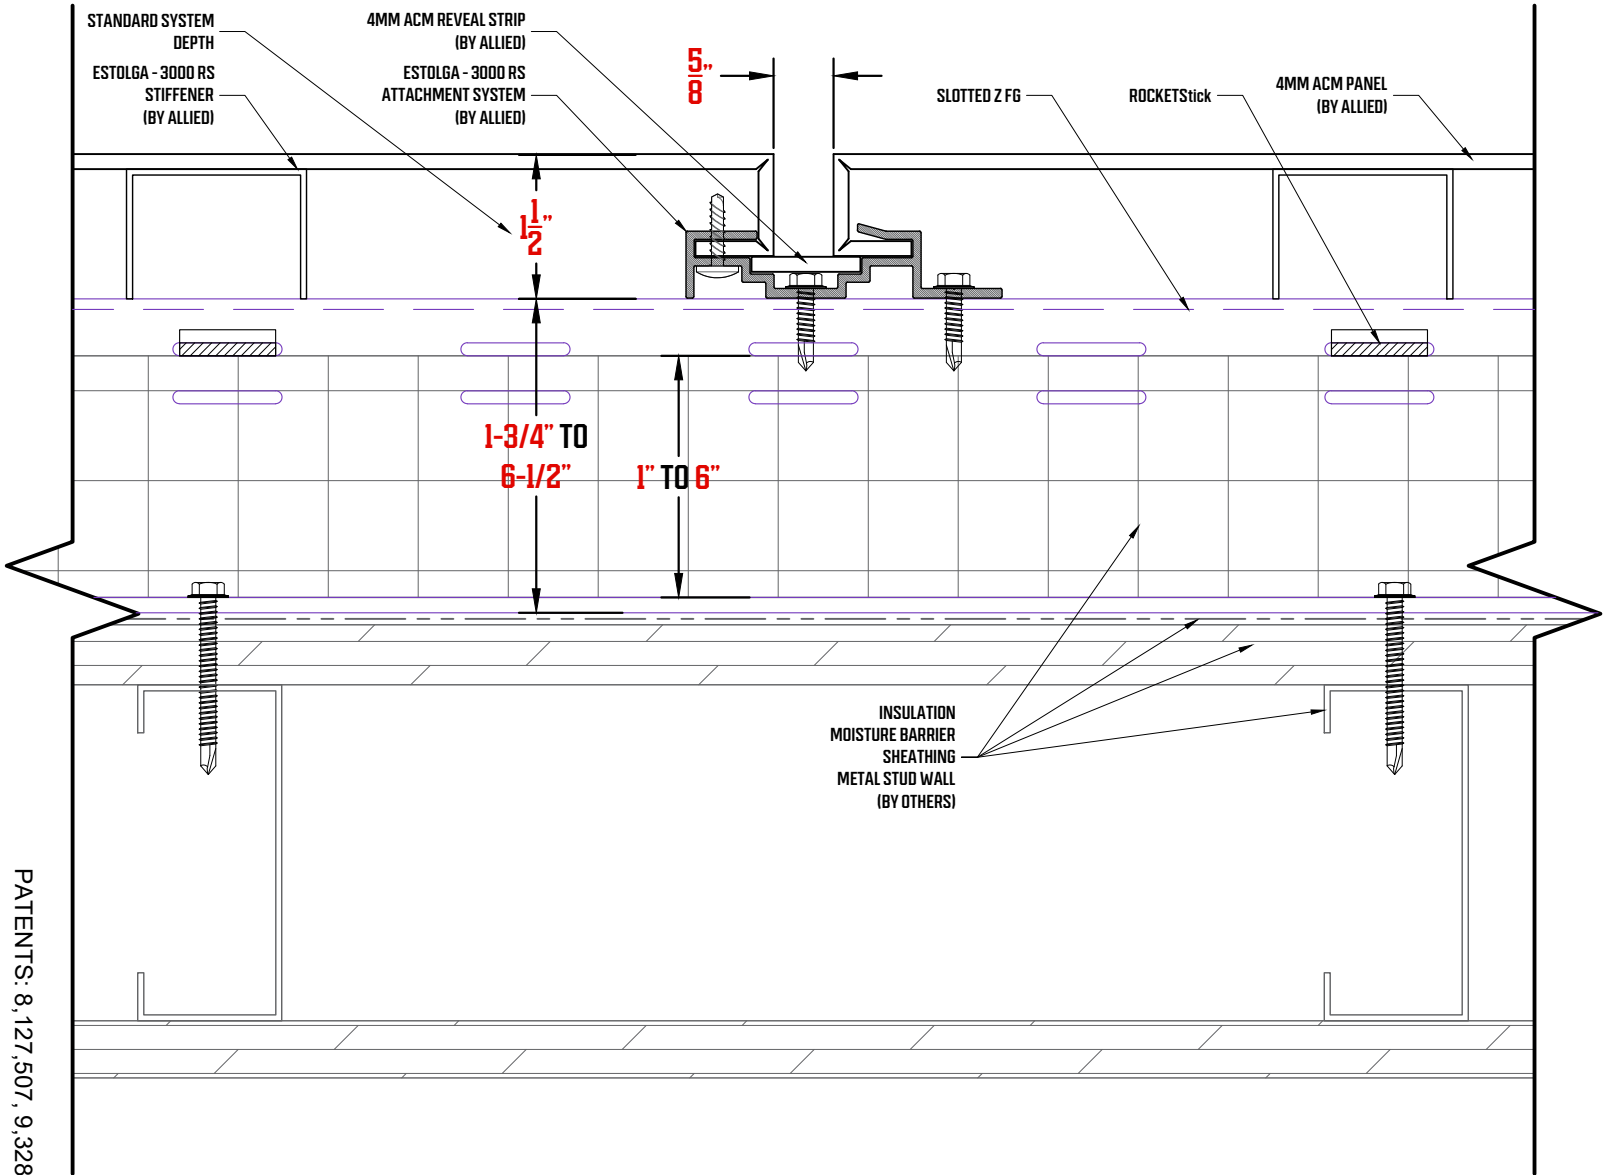 STANDARD SYSTEM
DEPTH
ESTOLGA - 3000 RS
STIFFENER
(BY ALLIED)
4MM ACM REVEAL STRIP
(BY ALLIED)
ESTOLGA - 3000 RS
ATTACHMENT SYSTEM
(BY ALLIED)
5/8"
SLOTTED Z FG
ROCKETStick
4MM ACM PANEL
(BY ALLIED)
1 1/2"
1-3/4" TO
6-1/2"
1" TO 6"
INSULATION
MOISTURE BARRIER
SHEATHING
METAL STUD WALL
(BY OTHERS)
PATENTS: 8,127,507, 9,328